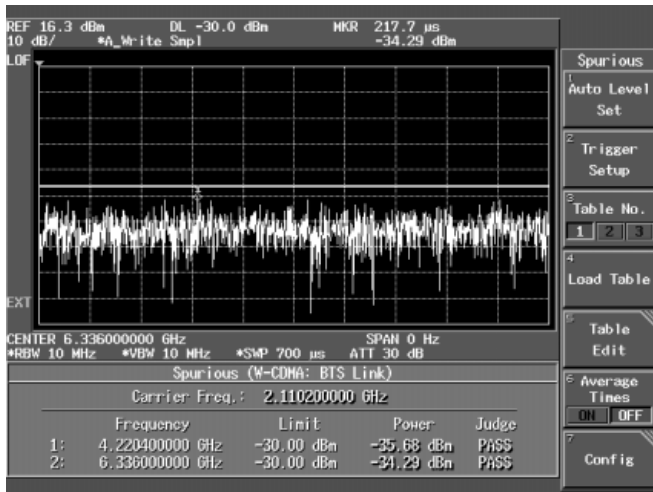 REF 16.3 dBm DL -30.0 dBm MKR 217.7 µs
10 dB/ *A_Write Smpl -34.29 dBm
LOF
Spurious
1
Auto Level
Set
2
Trigger
Setup
1
3
Table No.
1 2 3
4
Load Table
EXT
5
Table
Edit
CENTER 6.336000000 GHz SPAN 0 Hz
*RBW 10 MHz *VBW 10 MHz *SWP 700 µs ATT 30 dB
Spurious (W-CDMA: BTS Link)
6
Average
Times
ON OFF
Carrier Freq.: 2.110200000 GHz
Frequency Limit Power Judge
1: 4.220400000 GHz -30.00 dBm -35.68 dBm PASS
2: 6.336000000 GHz -30.00 dBm -34.29 dBm PASS
7
Config